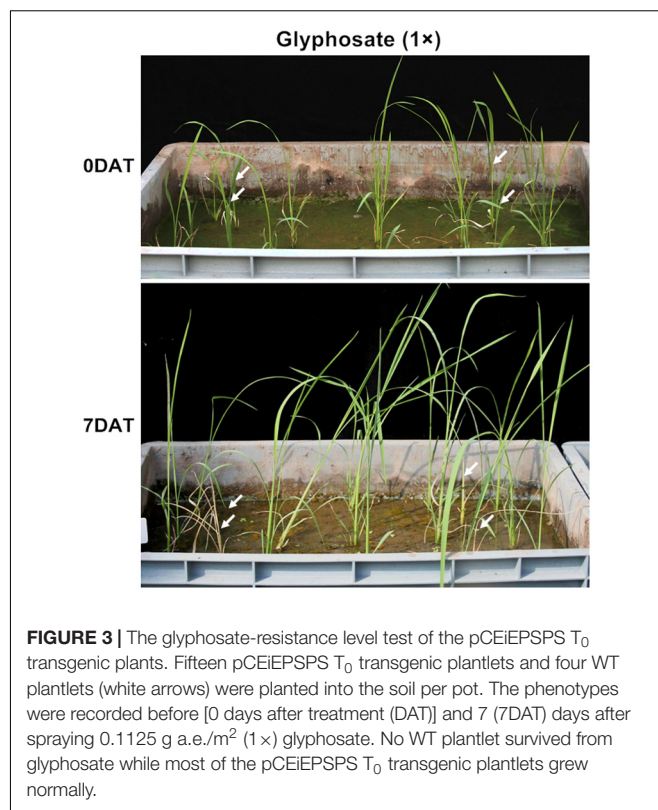 Glyphosate (1×)
0DAT
7DAT
FIGURE 3 | The glyphosate-resistance level test of the pCEiEPSPS T0
transgenic plants. Fifteen pCEiEPSPS T0 transgenic plantlets and four WT
plantlets (white arrows) were planted into the soil per pot. The phenotypes
were recorded before [0 days after treatment (DAT)] and 7 (7DAT) days after
spraying 0.1125 g a.e./m² (1×) glyphosate. No WT plantlet survived from
glyphosate while most of the pCEiEPSPS T0 transgenic plantlets grew
normally.